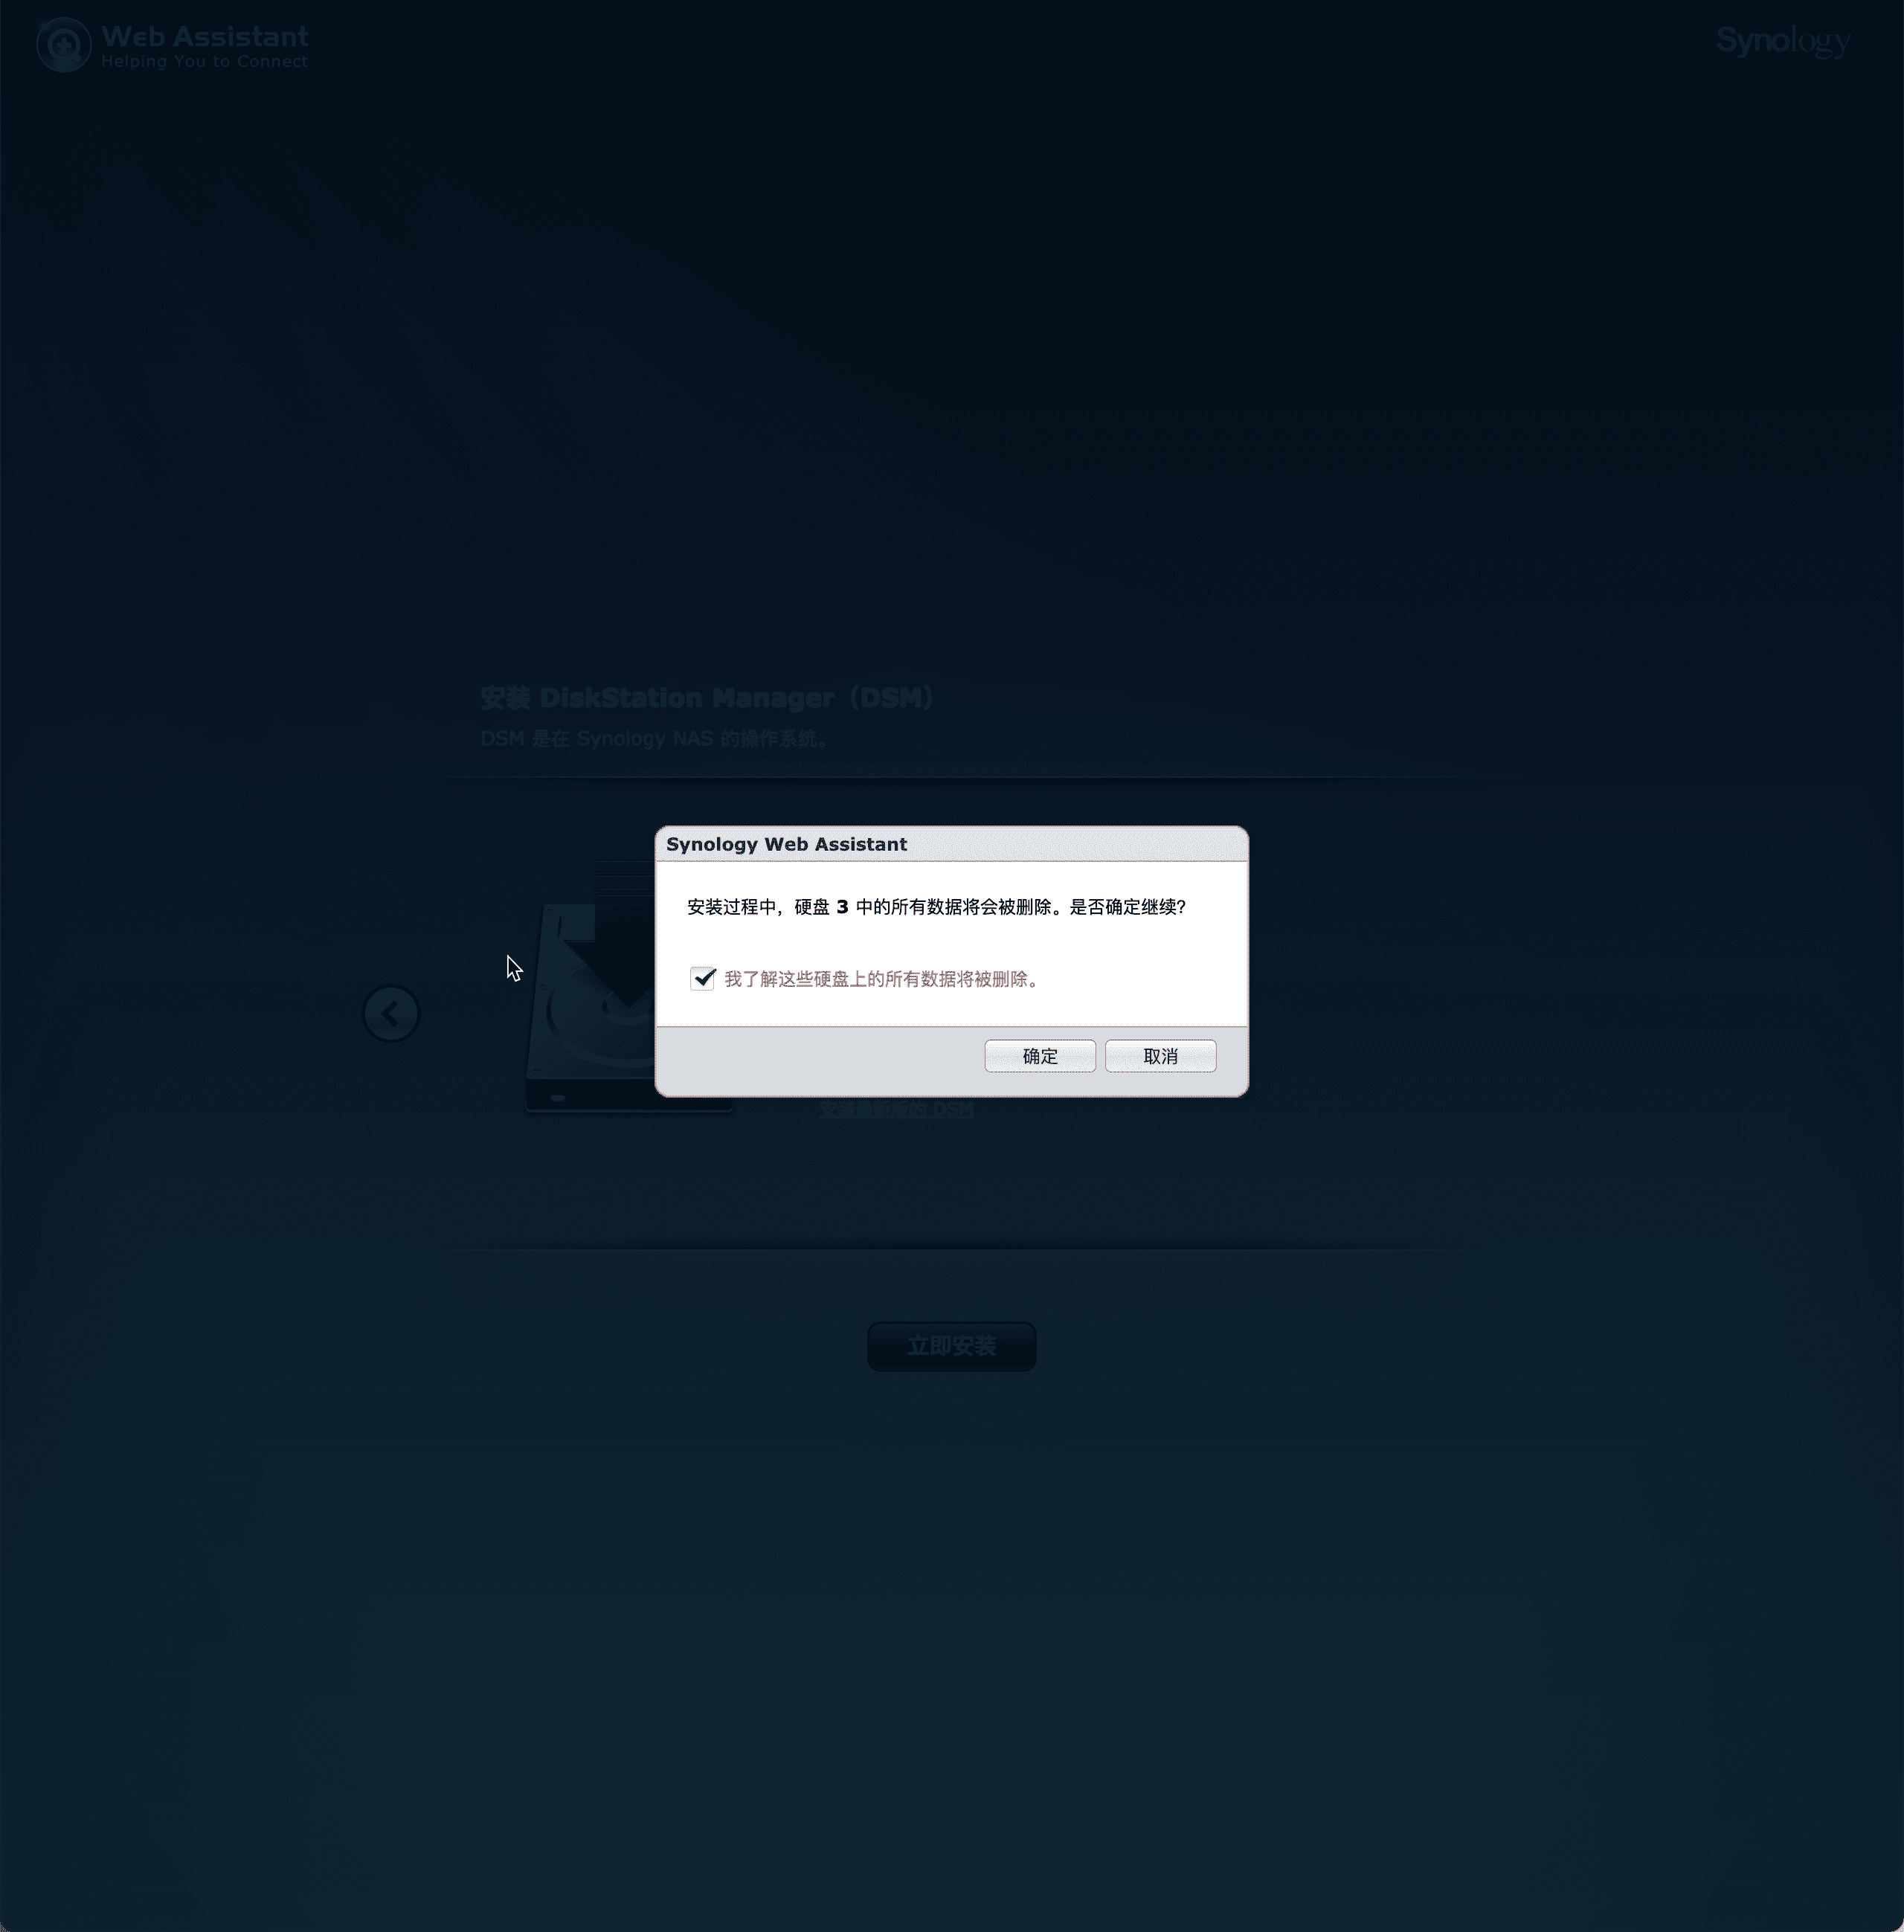 Web Assistant
Helping You to Connect
Synology
安装 DiskStation Manager（DSM）
DSM 是在 Synology NAS 的操作系统。
Synology Web Assistant
安装过程中，硬盘 3 中的所有数据将会被删除。是否确定继续?
我了解这些硬盘上的所有数据将被删除。
确定
取消
安装最新版的 DSM
立即安装